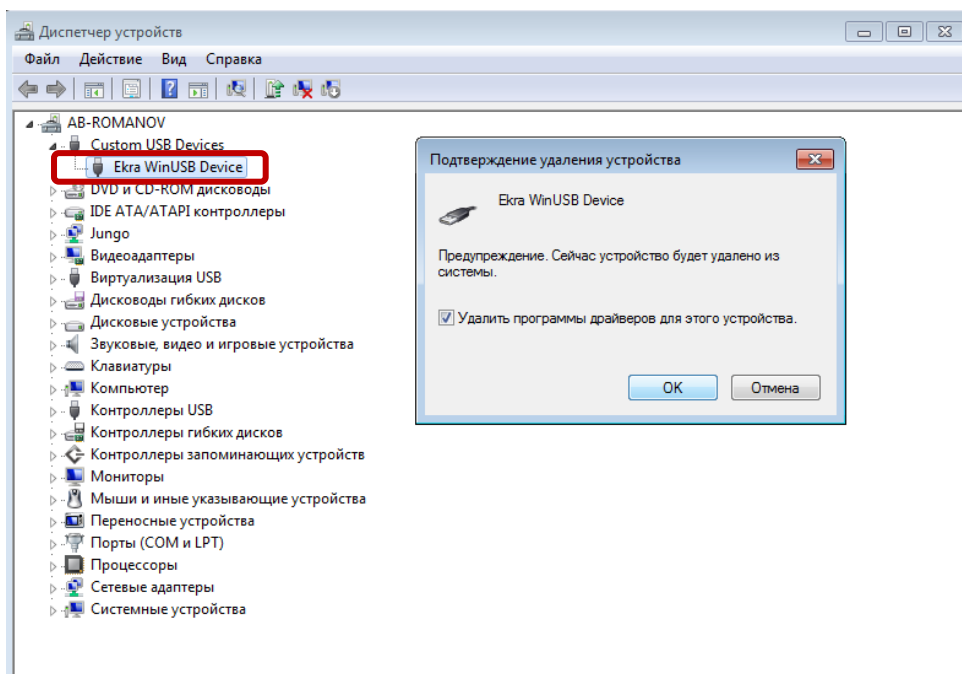 Диспетчер устройств
Файл Действие Вид Справка
AB-ROMANOV
Custom USB Devices
Ekra WinUSB Device
DVD и CD-ROM дисководы
IDE ATA/ATAPI контроллеры
Jungo
Видеоадаптеры
Виртуализация USB
Дисководы гибких дисков
Дисковые устройства
Звуковые, видео и игровые устройства
Клавиатуры
Компьютер
Контроллеры USB
Контроллеры гибких дисков
Контроллеры запоминающих устройств
Мониторы
Мыши и иные указывающие устройства
Переносные устройства
Порты (COM и LPT)
Процессоры
Сетевые адаптеры
Системные устройства
Подтверждение удаления устройства
Ekra WinUSB Device
Предупреждение. Сейчас устройство будет удалено из
системы.
Удалить программы драйверов для этого устройства.
OK Отмена